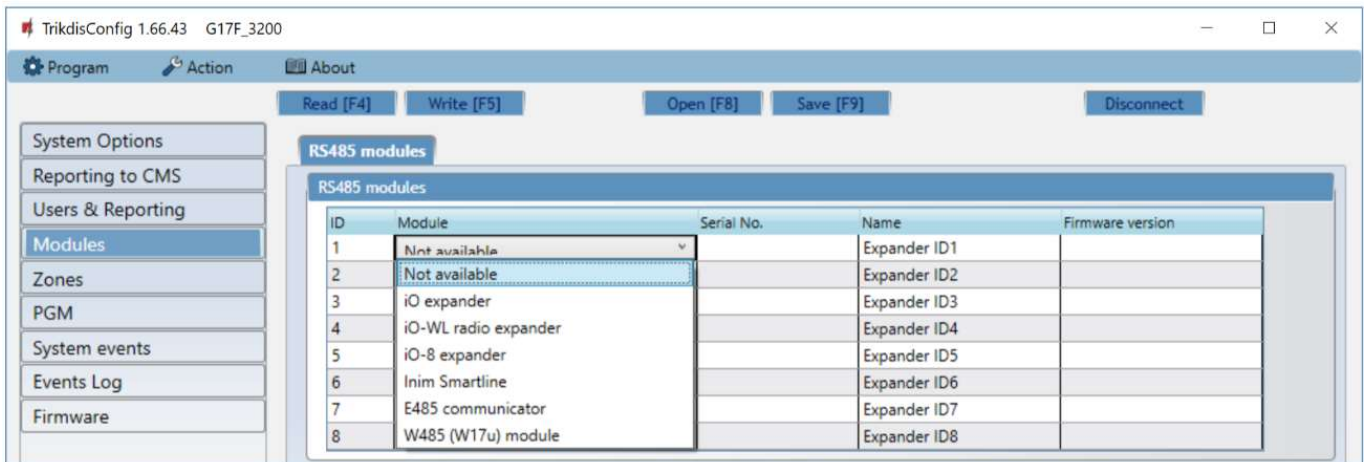 TrikdisConfig 1.66.43 G17F_3200
Program Action About
Read [F4] Write [F5] Open [F8] Save [F9] Disconnect
System Options
Reporting to CMS
Users & Reporting
Modules
Zones
PGM
System events
Events Log
Firmware
RS485 modules
RS485 modules
ID Module Serial No. Name Firmware version
1 Not available Expander ID1
2 Not available Expander ID2
3 iO expander Expander ID3
4 iO-WL radio expander Expander ID4
5 iO-8 expander Expander ID5
6 Inim Smartline Expander ID6
7 E485 communicator Expander ID7
8 W485 (W17u) module Expander ID8